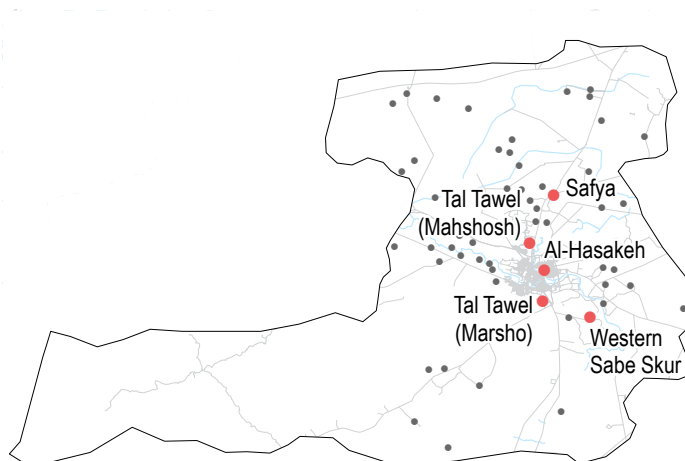 Safya
Tal Tawel
(Mahshosh)
Al-Hasakeh
Tal Tawel
(Marsho)
Western
Sabe Skur